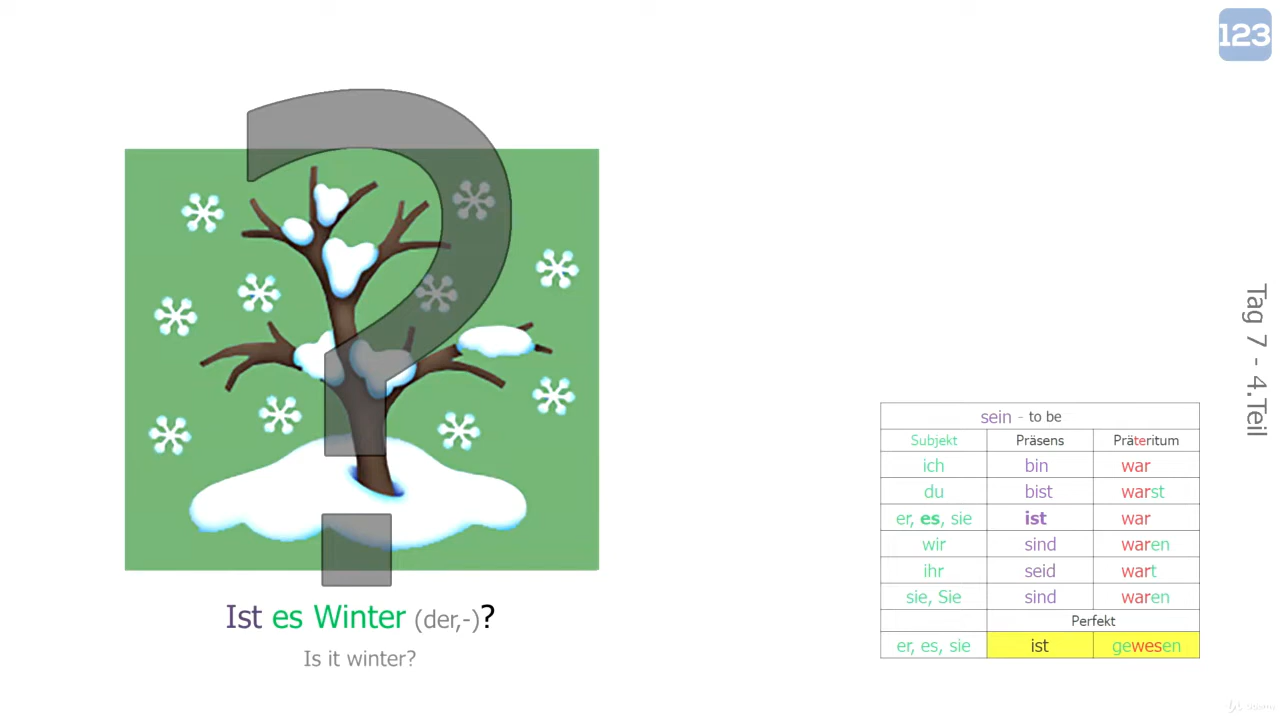 123
Ist es Winter (der,-)?
Is it winter?
sein - to be
Subjekt Präsens Präteritum
ich bin war
du bist warst
er, es, sie ist war
wir sind waren
ihr seid wart
sie, Sie sind waren
Perfekt
er, es, sie ist gewesen
Tag 7 - 4.Teil